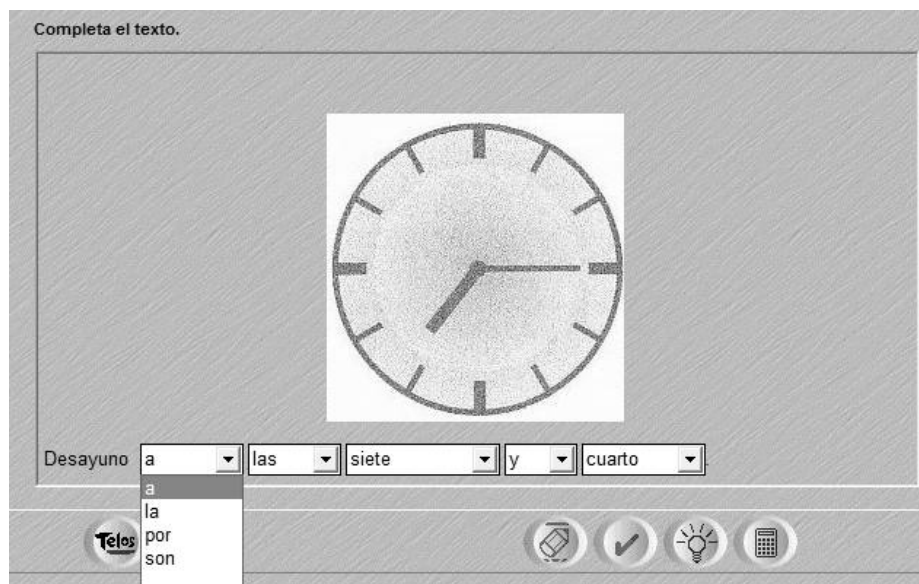 Completa el texto.
Desayuno a las siete y cuarto.
a
la
por
son
Telos